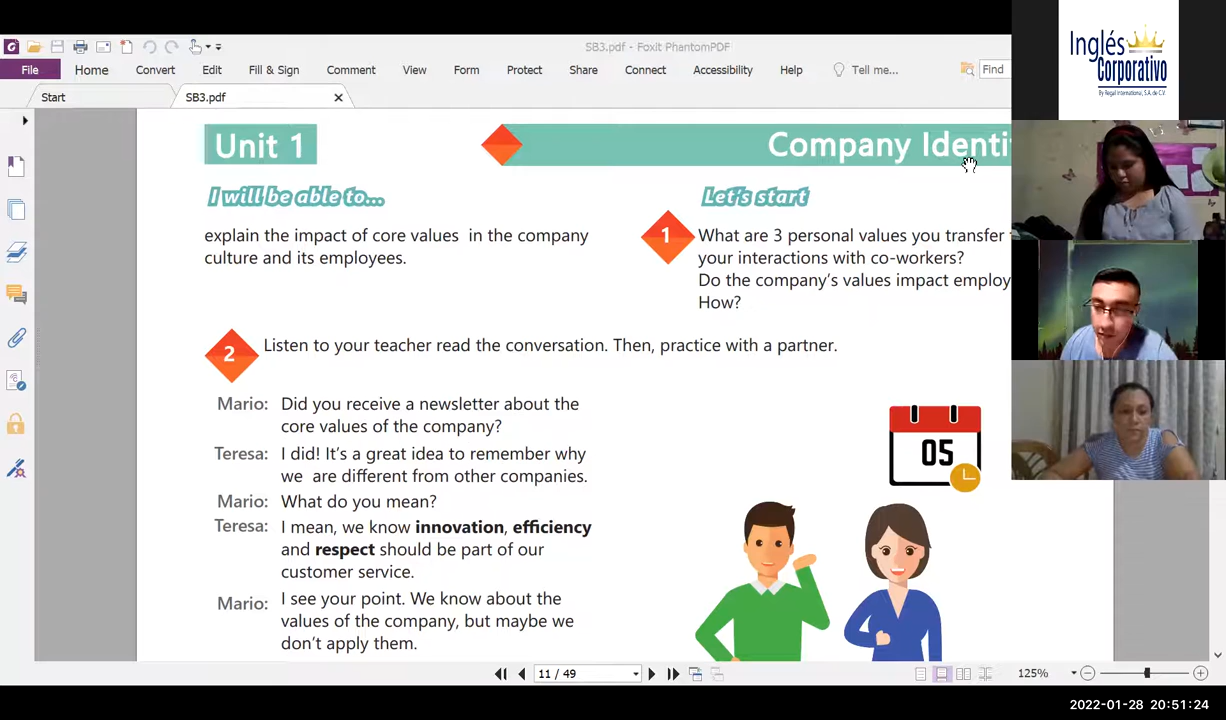 SB3.pdf - Foxit PhantomPDF
File Home Convert Edit Fill & Sign Comment View Form Protect Share Connect Accessibility Help Tell me... Find
Start SB3.pdf
Inglés
Corporativo
By Regal International, S.A. de C.V.
Unit 1
Company Identi
I will be able to...
explain the impact of core values in the company
culture and its employees.
Let's start
1
What are 3 personal values you transfer
your interactions with co-workers?
Do the company's values impact employ
How?
2
Listen to your teacher read the conversation. Then, practice with a partner.
Mario: Did you receive a newsletter about the
core values of the company?
Teresa: I did! It's a great idea to remember why
we are different from other companies.
Mario: What do you mean?
Teresa: I mean, we know innovation, efficiency
and respect should be part of our
customer service.
Mario: I see your point. We know about the
values of the company, but maybe we
don't apply them.
05
11 / 49
125%
2022-01-28 20:51:24